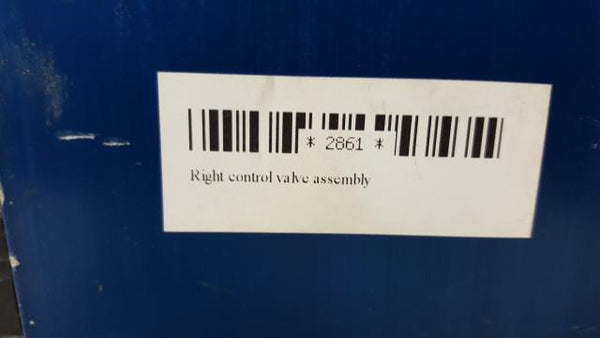 * 2861 *
Right control valve assembly